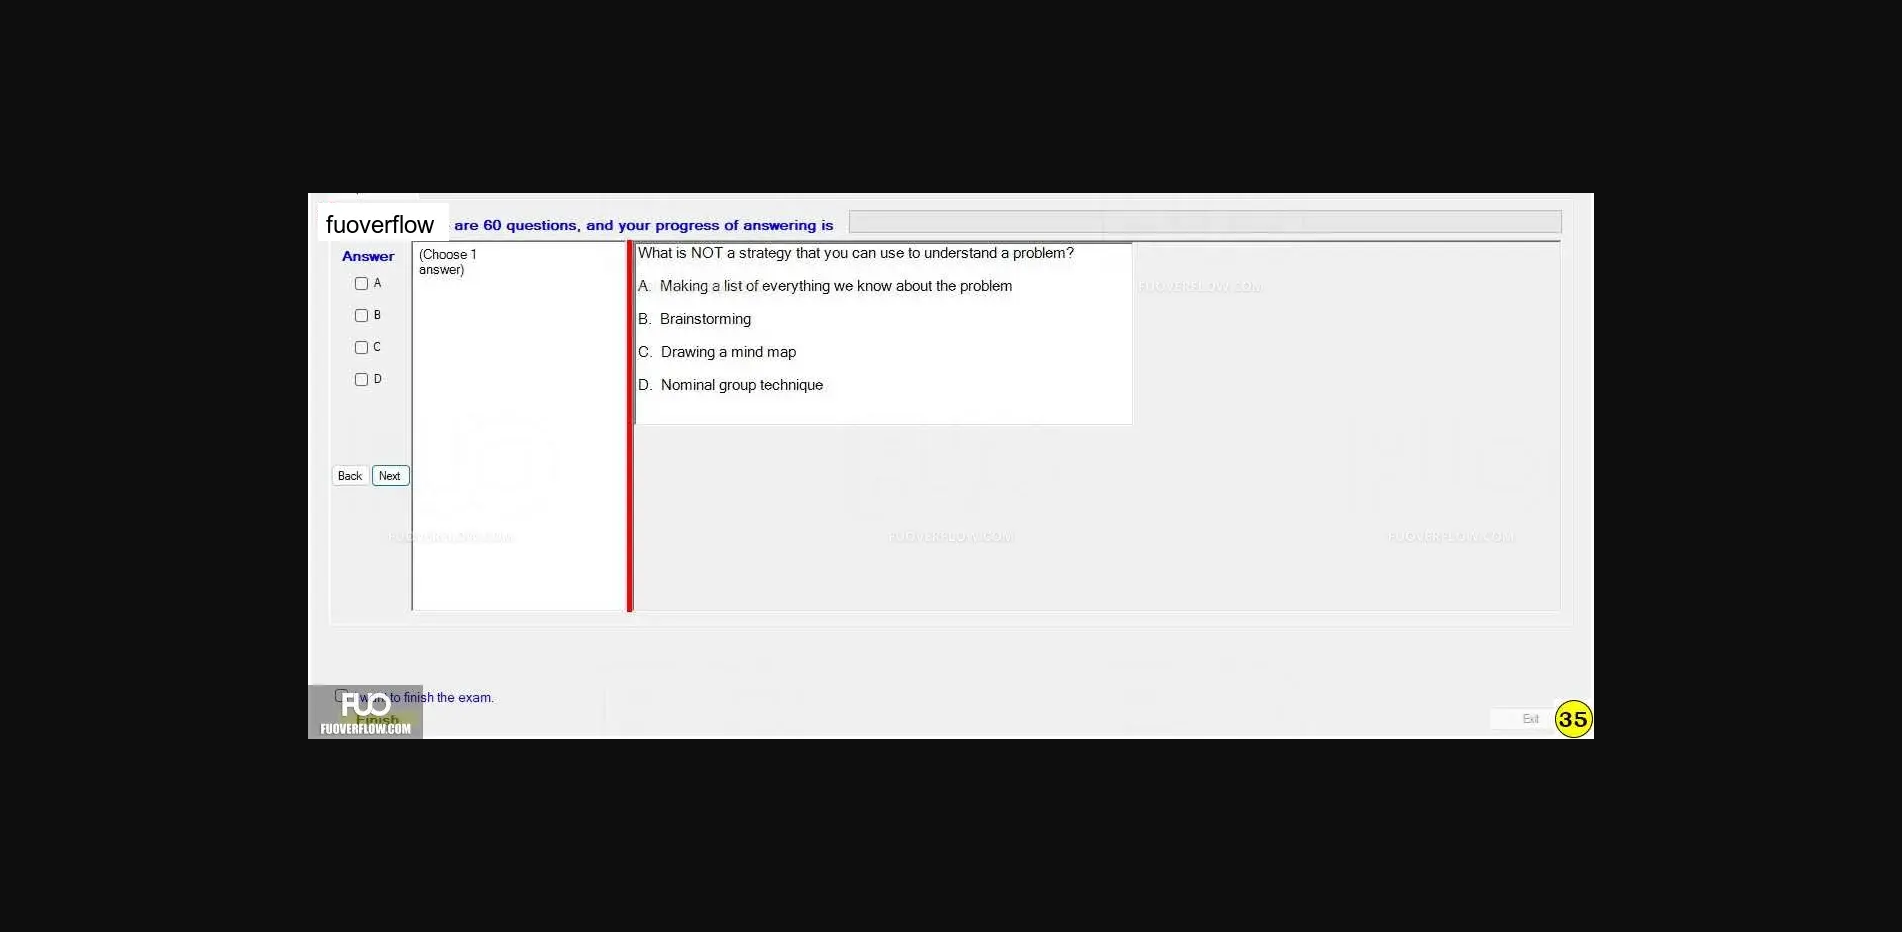 fuoverflow are 60 questions, and your progress of answering is
Answer
A
B
C
D
Back Next
(Choose 1
answer)
What is NOT a strategy that you can use to understand a problem?
A. Making a list of everything we know about the problem
B. Brainstorming
C. Drawing a mind map
D. Nominal group technique
FUOVERFLOW.COM
FUOVERFLOW.COM
FUOVERFLOW.COM
FUOVERFLOW.COM
I want to finish the exam.
FUO
Finish
FUOVERFLOW.COM
Exit
35